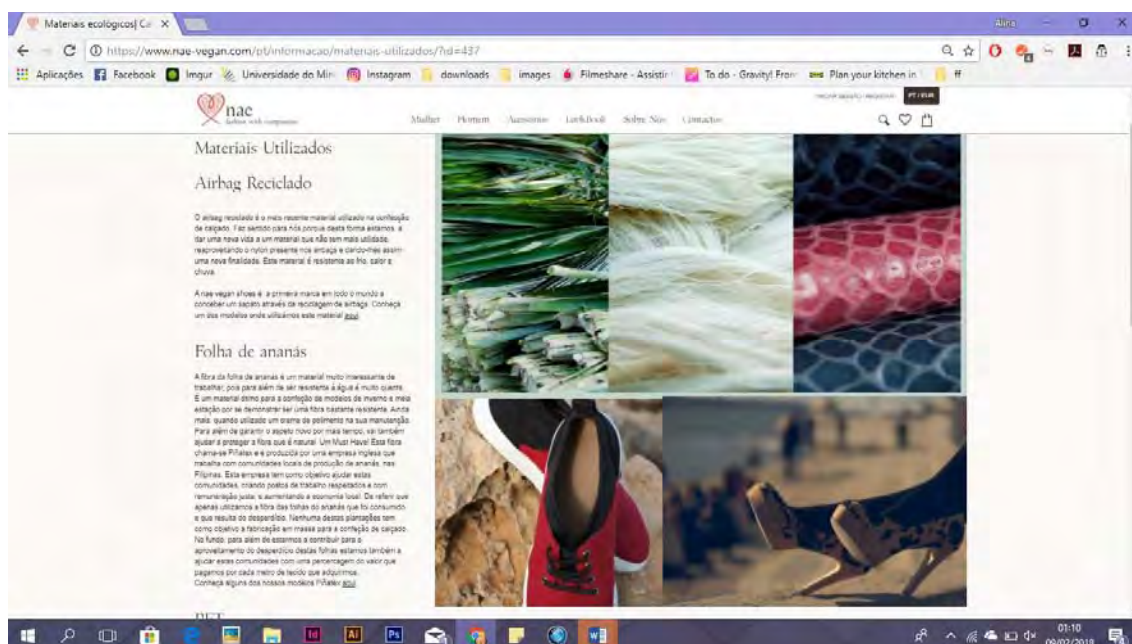 Materiais ecológicos| Ca
Alina
https://www.nae-vegan.com/pt/informacao/materiais-utilizados/?id=437
Aplicações Facebook Imgur Universidade do Min Instagram downloads images Filmeshare - Assistir To do - Gravity! From Plan your kitchen in ff
PT / EUR
nae
fashion with compassion
Mulher Homem Acessórios LookBook Sobre Nós Contactos
Materiais Utilizados
Airbag Reciclado
O airbag reciclado é o mais recente material utilizado na confeção
de calçado. Faz sentido para nós porque desta forma estamos, a
dar uma nova vida a um material que não tem mais utilidade,
reaproveitando o nylon presente nos airbags e dando-lhes assim
uma nova finalidade. Este material é resistente ao frio, calor e
chuva.
A nae vegan shoes é a primeira marca em todo o mundo a
conceber um sapato através da reciclagem de airbags. Conheça
um dos modelos onde utilizámos este material aqui.
Folha de ananás
A fibra da folha de ananás é um material muito interessante de
trabalhar, pois para além de ser resistente à água é muito quente.
É um material ótimo para a confeção de modelos de inverno e meia
estação por se demonstrar ser uma fibra bastante resistente. Ainda
mais, quando utilizado um creme de polimento na sua manutenção.
Para além de garantir o aspeto novo por mais tempo, vai também
ajudar a proteger a fibra que é natural. Um Must Have! Esta fibra
chama-se Piñatex e é produzida por uma empresa inglesa que
trabalha com comunidades locais de produção de ananás, nas
Filipinas. Esta empresa tem como objetivo ajudar estas
comunidades, criando postos de trabalho respeitados e com
remuneração justa, e aumentando a economia local. De referir que
apenas utilizamos a fibra das folhas do ananás que foi consumido
e que resulta do desperdício. Nenhuma destas plantações tem
como objetivo a fabricação em massa para a confeção de calçado.
No fundo, para além de estarmos a contribuir para o
aproveitamento do desperdício destas folhas estamos também a
ajudar estas comunidades com uma percentagem do valor que
pagamos por cada metro de tecido que adquirimos.
Conheça alguns dos nossos modelos Piñatex aqui.
PET
01:10
09/02/2018